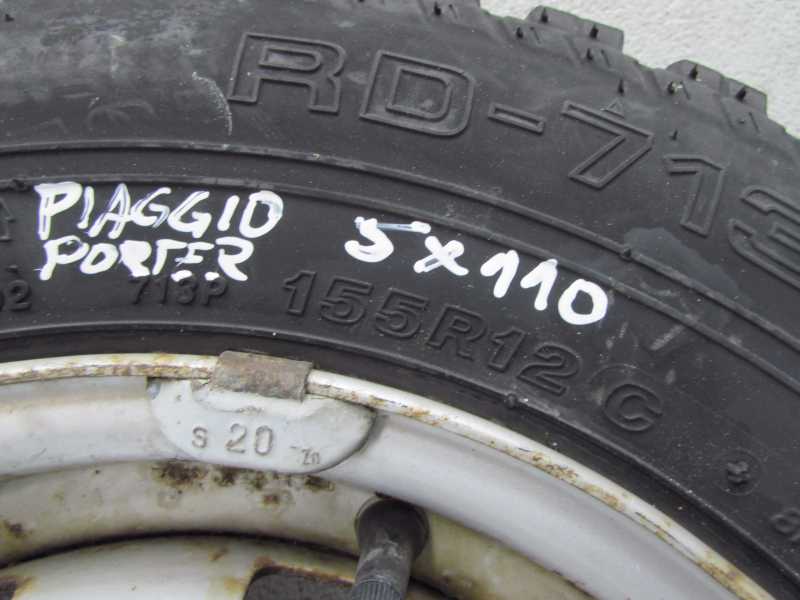 RD-713
PIAGGIO
PORTER
5X110
713P
155R12 C
S 20 Zn